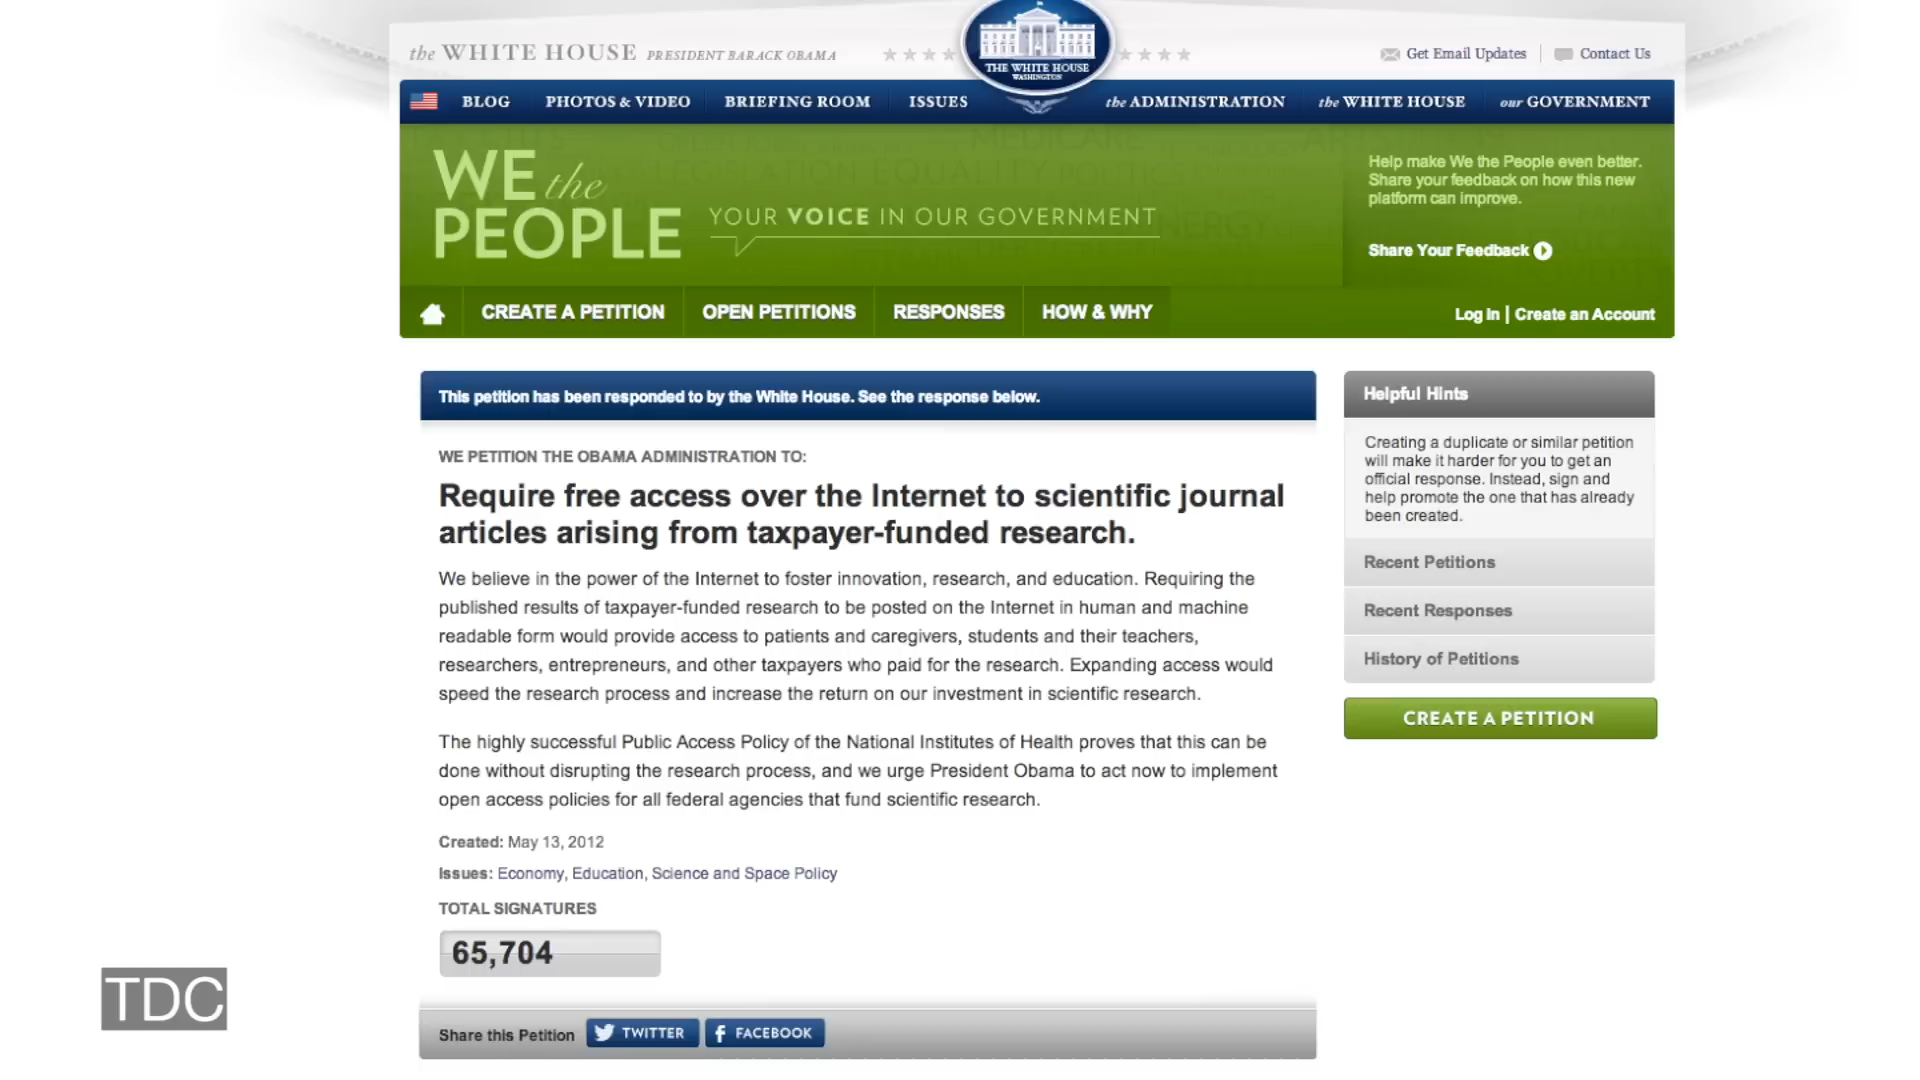 the WHITE HOUSE PRESIDENT BARACK OBAMA
THE WHITE HOUSE
WASHINGTON
Get Email Updates
Contact Us
BLOG
PHOTOS & VIDEO
BRIEFING ROOM
ISSUES
the ADMINISTRATION
the WHITE HOUSE
our GOVERNMENT
WE the
PEOPLE
YOUR VOICE IN OUR GOVERNMENT
Help make We the People even better.
Share your feedback on how this new
platform can improve.
Share Your Feedback
CREATE A PETITION
OPEN PETITIONS
RESPONSES
HOW & WHY
Log In | Create an Account
This petition has been responded to by the White House. See the response below.
WE PETITION THE OBAMA ADMINISTRATION TO:
Require free access over the Internet to scientific journal
articles arising from taxpayer-funded research.
We believe in the power of the Internet to foster innovation, research, and education. Requiring the
published results of taxpayer-funded research to be posted on the Internet in human and machine
readable form would provide access to patients and caregivers, students and their teachers,
researchers, entrepreneurs, and other taxpayers who paid for the research. Expanding access would
speed the research process and increase the return on our investment in scientific research.
The highly successful Public Access Policy of the National Institutes of Health proves that this can be
done without disrupting the research process, and we urge President Obama to act now to implement
open access policies for all federal agencies that fund scientific research.
Created: May 13, 2012
Issues: Economy, Education, Science and Space Policy
TOTAL SIGNATURES
65,704
Share this Petition
TWITTER
FACEBOOK
Helpful Hints
Creating a duplicate or similar petition
will make it harder for you to get an
official response. Instead, sign and
help promote the one that has already
been created.
Recent Petitions
Recent Responses
History of Petitions
CREATE A PETITION
TDC